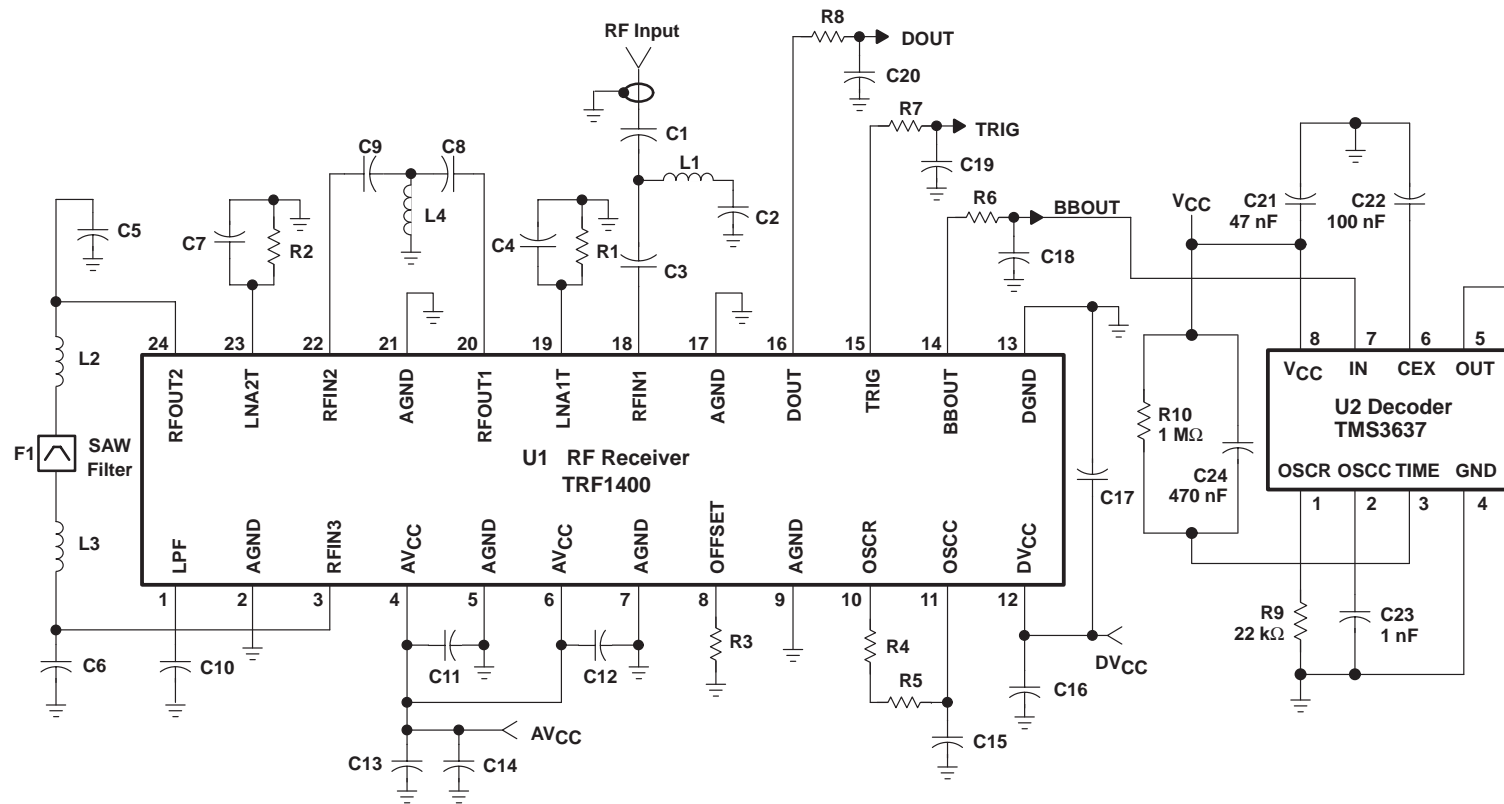 R8
RF Input
DOUT
C20
R7
C1
TRIG
C9
C8
C19
L1
R6
VCC
C21
47 nF
C22
100 nF
BBOUT
C5
C7
R2
L4
C4
R1
C2
C3
C18
24
23
22
21
20
19
18
17
16
15
14
13
8
7
6
5
L2
RFOUT2
LNA2T
RFIN2
AGND
RFOUT1
LNA1T
RFIN1
AGND
DOUT
TRIG
BBOUT
DGND
VCC
IN
CEX
OUT
R10
1 MΩ
U2 Decoder
TMS3637
F1
SAW
Filter
U1 RF Receiver
TRF1400
C17
C24
470 nF
OSCR
OSCC
TIME
GND
L3
LPF
AGND
RFIN3
AVCC
AGND
AVCC
AGND
OFFSET
AGND
OSCR
OSCC
DVCC
1
2
3
4
1
2
3
4
5
6
7
8
9
10
11
12
R9
22 kΩ
C23
1 nF
C6
C10
C11
C12
R3
R4
R5
C16
DVCC
AVCC
C13
C14
C15